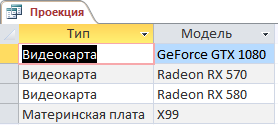 Проекция
Тип Модель
Видеокарта GeForce GTX 1080
Видеокарта Radeon RX 570
Видеокарта Radeon RX 580
Материнская плата X99